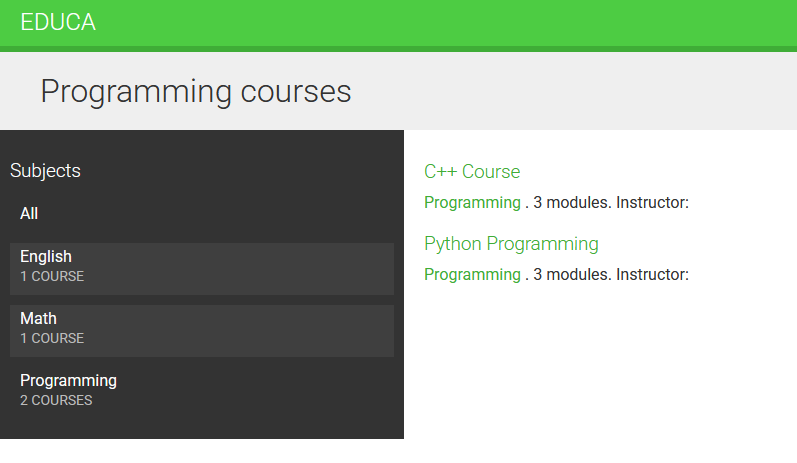 EDUCA
Programming courses
Subjects
All
English
1 COURSE
Math
1 COURSE
Programming
2 COURSES
C++ Course
Programming . 3 modules. Instructor:
Python Programming
Programming . 3 modules. Instructor: